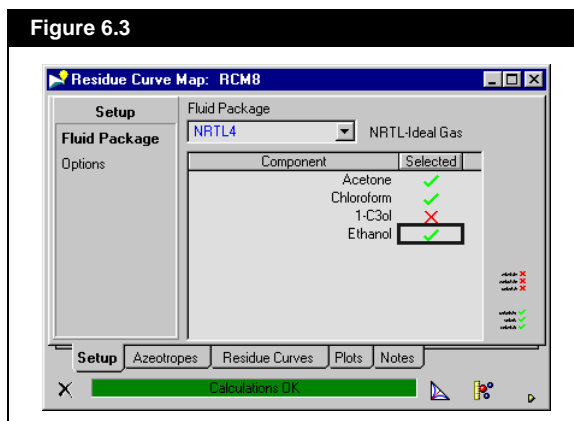 Figure 6.3
Residue Curve Map: RCM8
Setup
Fluid Package
Options
Fluid Package
NRTL4 NRTL-Ideal Gas
Component Selected
Acetone
Chloroform
1-C3ol
Ethanol
Setup Azeotropes Residue Curves Plots Notes
Calculations OK